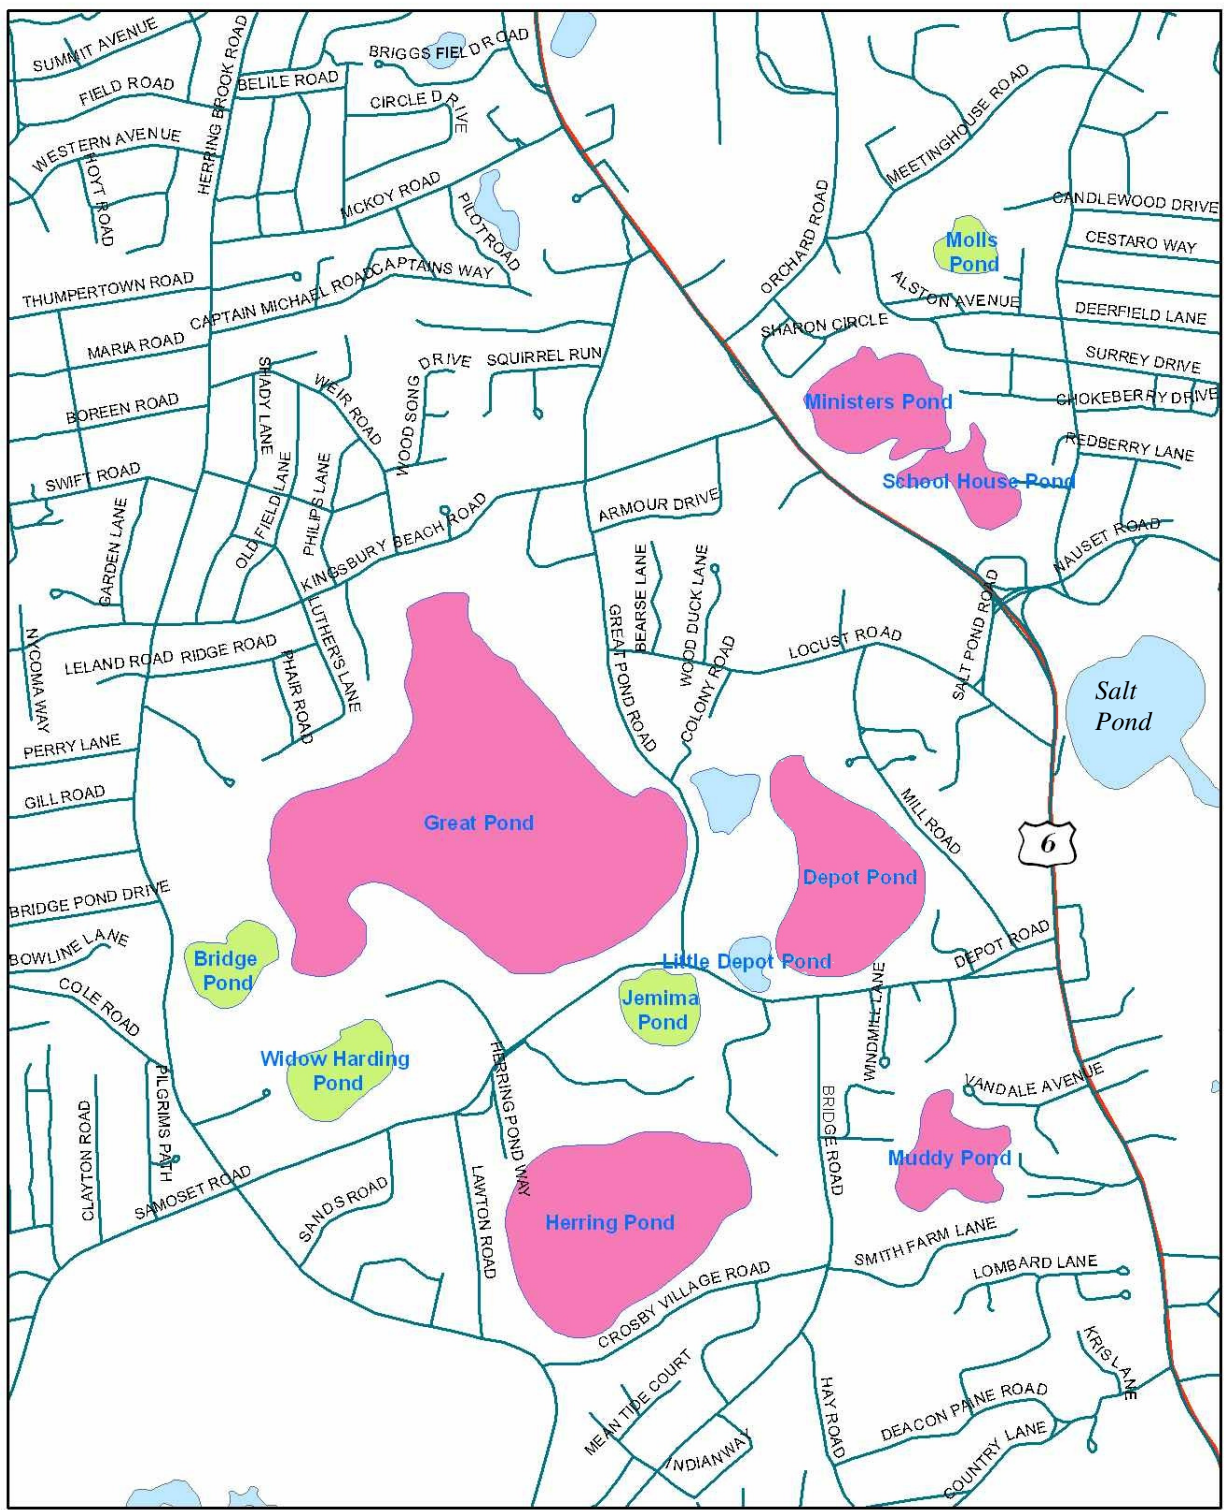 SUMMIT AVENUE
HERRING BROOK ROAD
BRIGGS FIELD ROAD
FIELD ROAD
BELILE ROAD
CIRCLE DRIVE
MEETINGHOUSE ROAD
WESTERN AVENUE
HOYT ROAD
MCKOY ROAD
PILOT ROAD
ORCHARD ROAD
CANDLEWOOD DRIVE
Molls
Pond
CESTARO WAY
THUMPERTOWN ROAD
CAPTAIN MICHAEL ROAD
CAPTAINS WAY
ALSTON AVENUE
DEERFIELD LANE
SHARON CIRCLE
MARIA ROAD
SHADY LANE
WEIR ROAD
WOOD SONG
DRIVE
SQUIRREL RUN
SURREY DRIVE
Ministers Pond
CHOKEBERRY DRIVE
BOREEN ROAD
REDBERRY LANE
SWIFT ROAD
School House Pond
GARDEN LANE
OLD FIELD LANE
PHILIPS LANE
KINGSBURY BEACH ROAD
ARMOUR DRIVE
NAUSET ROAD
BEARSE LANE
WOOD DUCK LANE
NYCOMA WAY
LELAND ROAD
RIDGE ROAD
PHAIR ROAD
LUTHER'S LANE
GREAT POND ROAD
COLONY ROAD
LOCUST ROAD
SALT POND ROAD
Salt
Pond
PERRY LANE
GILL ROAD
Great Pond
MILL ROAD
6
Depot Pond
BRIDGE POND DRIVE
BOWLINE LANE
Bridge
Pond
Little Depot Pond
DEPOT ROAD
COLE ROAD
Jemima
Pond
WINDMILL LANE
Widow Harding
Pond
HERRING POND WAY
VANDALE AVENUE
PILGRIMS PATH
CLAYTON ROAD
BRIDGE ROAD
Muddy Pond
SAMOSET ROAD
SANDS ROAD
LAWTON ROAD
Herring Pond
SMITH FARM LANE
CROSBY VILLAGE ROAD
LOMBARD LANE
KRIS LANE
MEAN TIDE COURT
HAY ROAD
DEACON PAINE ROAD
INDIANWAY
COUNTRY LANE